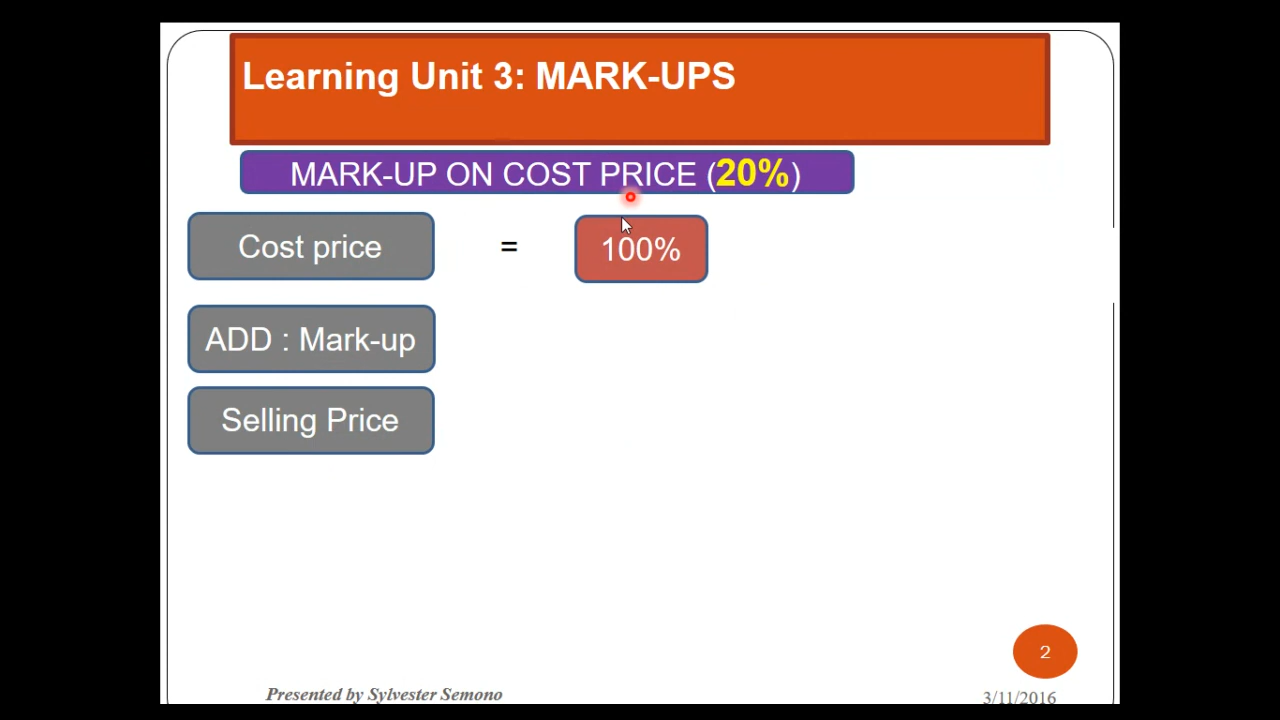 Learning Unit 3: MARK-UPS
MARK-UP ON COST PRICE (20%)
Cost price = 100%
ADD : Mark-up
Selling Price
2
Presented by Sylvester Semono 3/11/2016